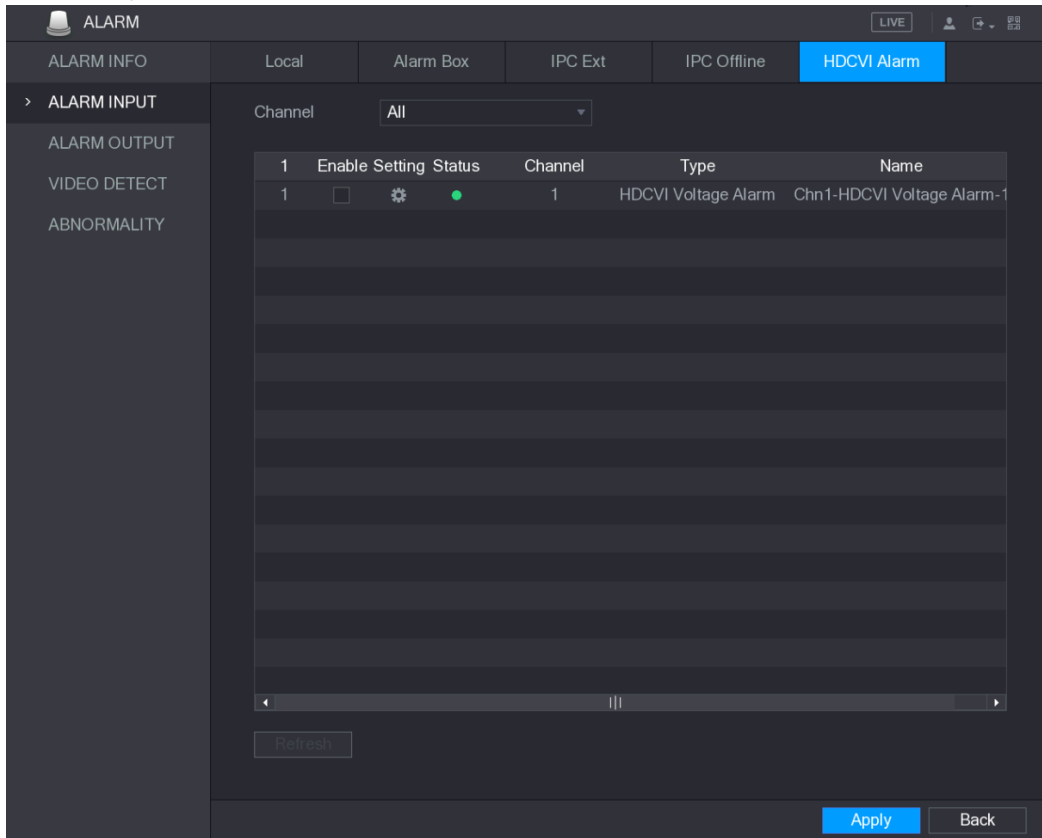 ALARM
LIVE
ALARM INFO
Local
Alarm Box
IPC Ext
IPC Offline
HDCVI Alarm
ALARM INPUT
ALARM OUTPUT
VIDEO DETECT
ABNORMALITY
Channel
All
1 Enable Setting Status Channel Type Name
1 1 HDCVI Voltage Alarm Chn1-HDCVI Voltage Alarm-1
Refresh
Apply
Back